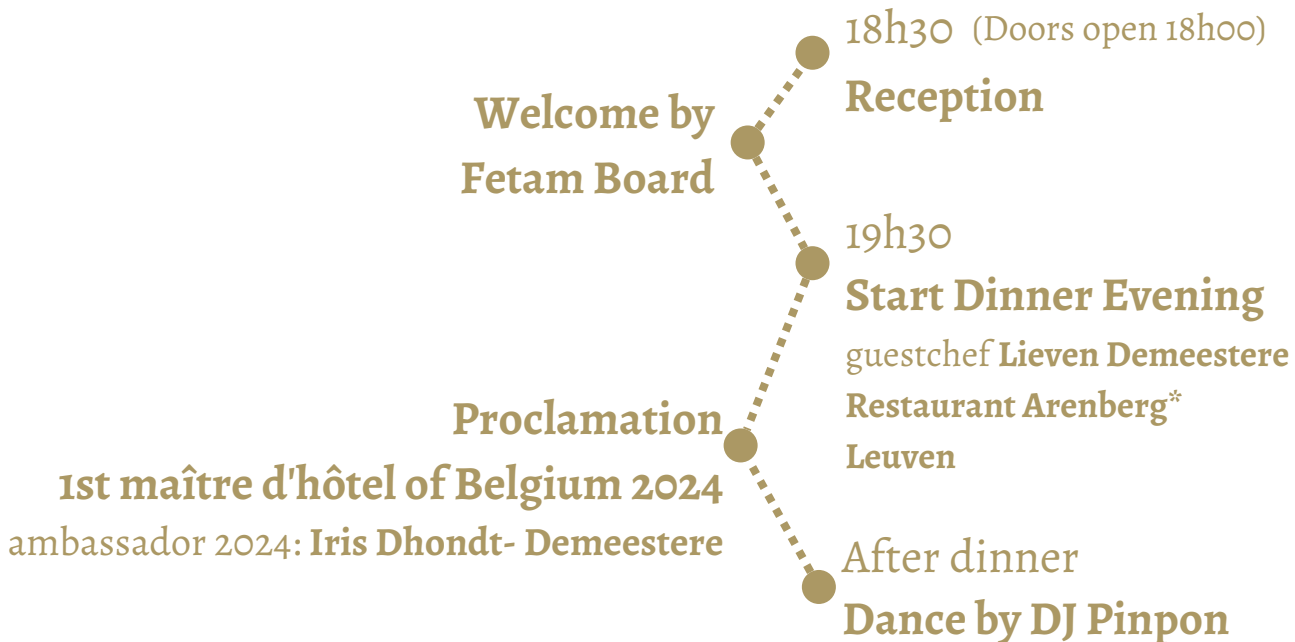 18h30 (Doors open 18h00)
Reception
Welcome by
Fetam Board
19h30
Start Dinner Evening
guestchef Lieven Demeestere
Restaurant Arenberg*
Leuven
Proclamation
1st maître d'hôtel of Belgium 2024
ambassador 2024: Iris Dhondt- Demeestere
After dinner
Dance by DJ Pinpon